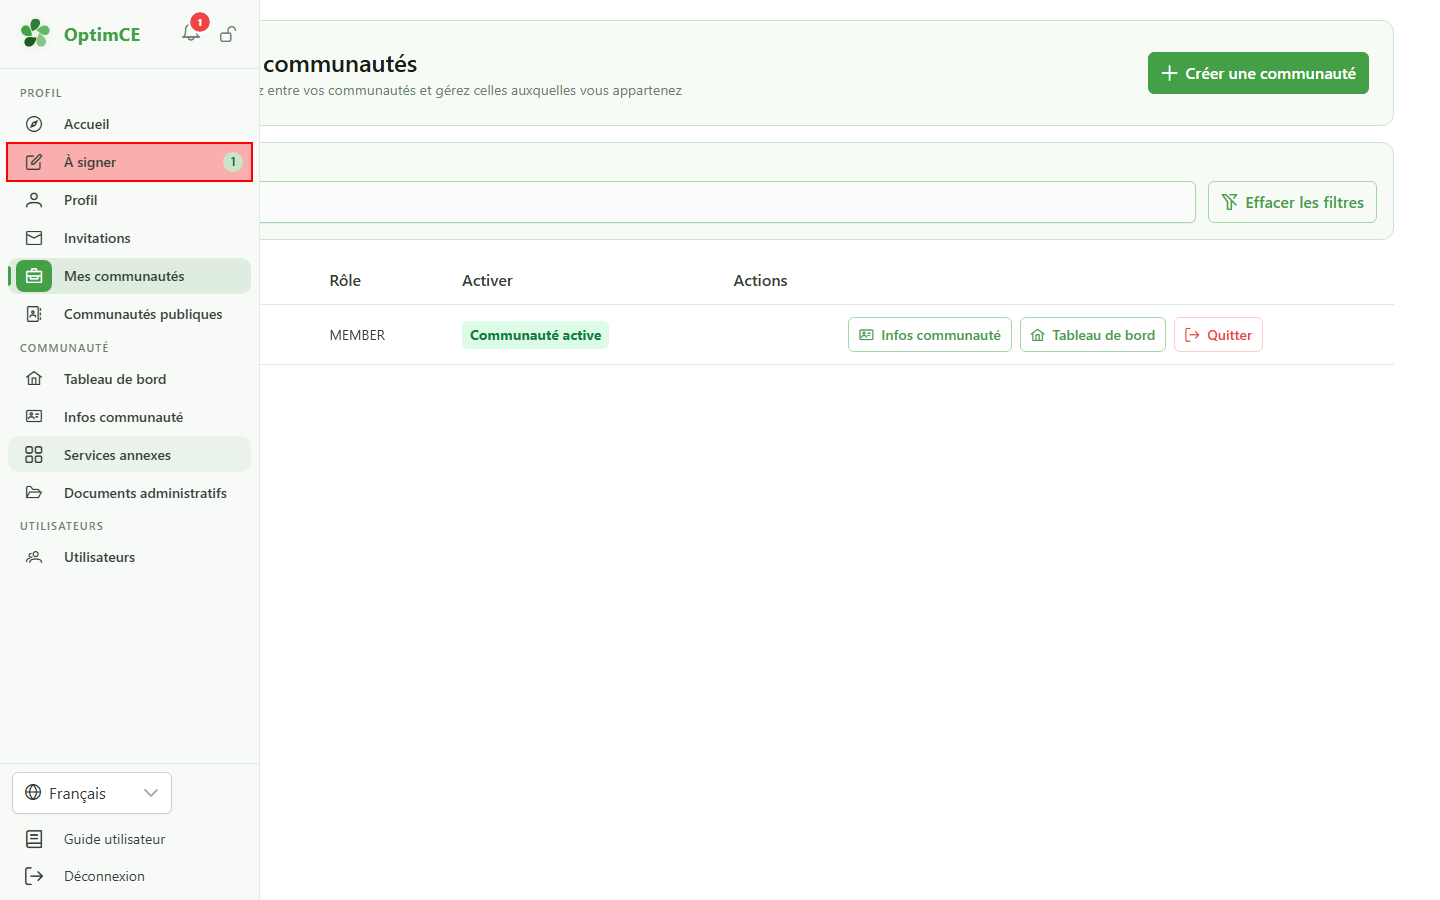 OptimCE
1
PROFIL
Accueil
À signer
1
Profil
Invitations
Mes communautés
Communautés publiques
COMMUNAUTÉ
Tableau de bord
Infos communauté
Services annexes
Documents administratifs
UTILISATEURS
Utilisateurs
Français
Guide utilisateur
Déconnexion
communautés
entre vos communautés et gérez celles auxquelles vous appartenez
Créer une communauté
Effacer les filtres
Rôle Activer Actions
MEMBER Communauté active Infos communauté Tableau de bord Quitter